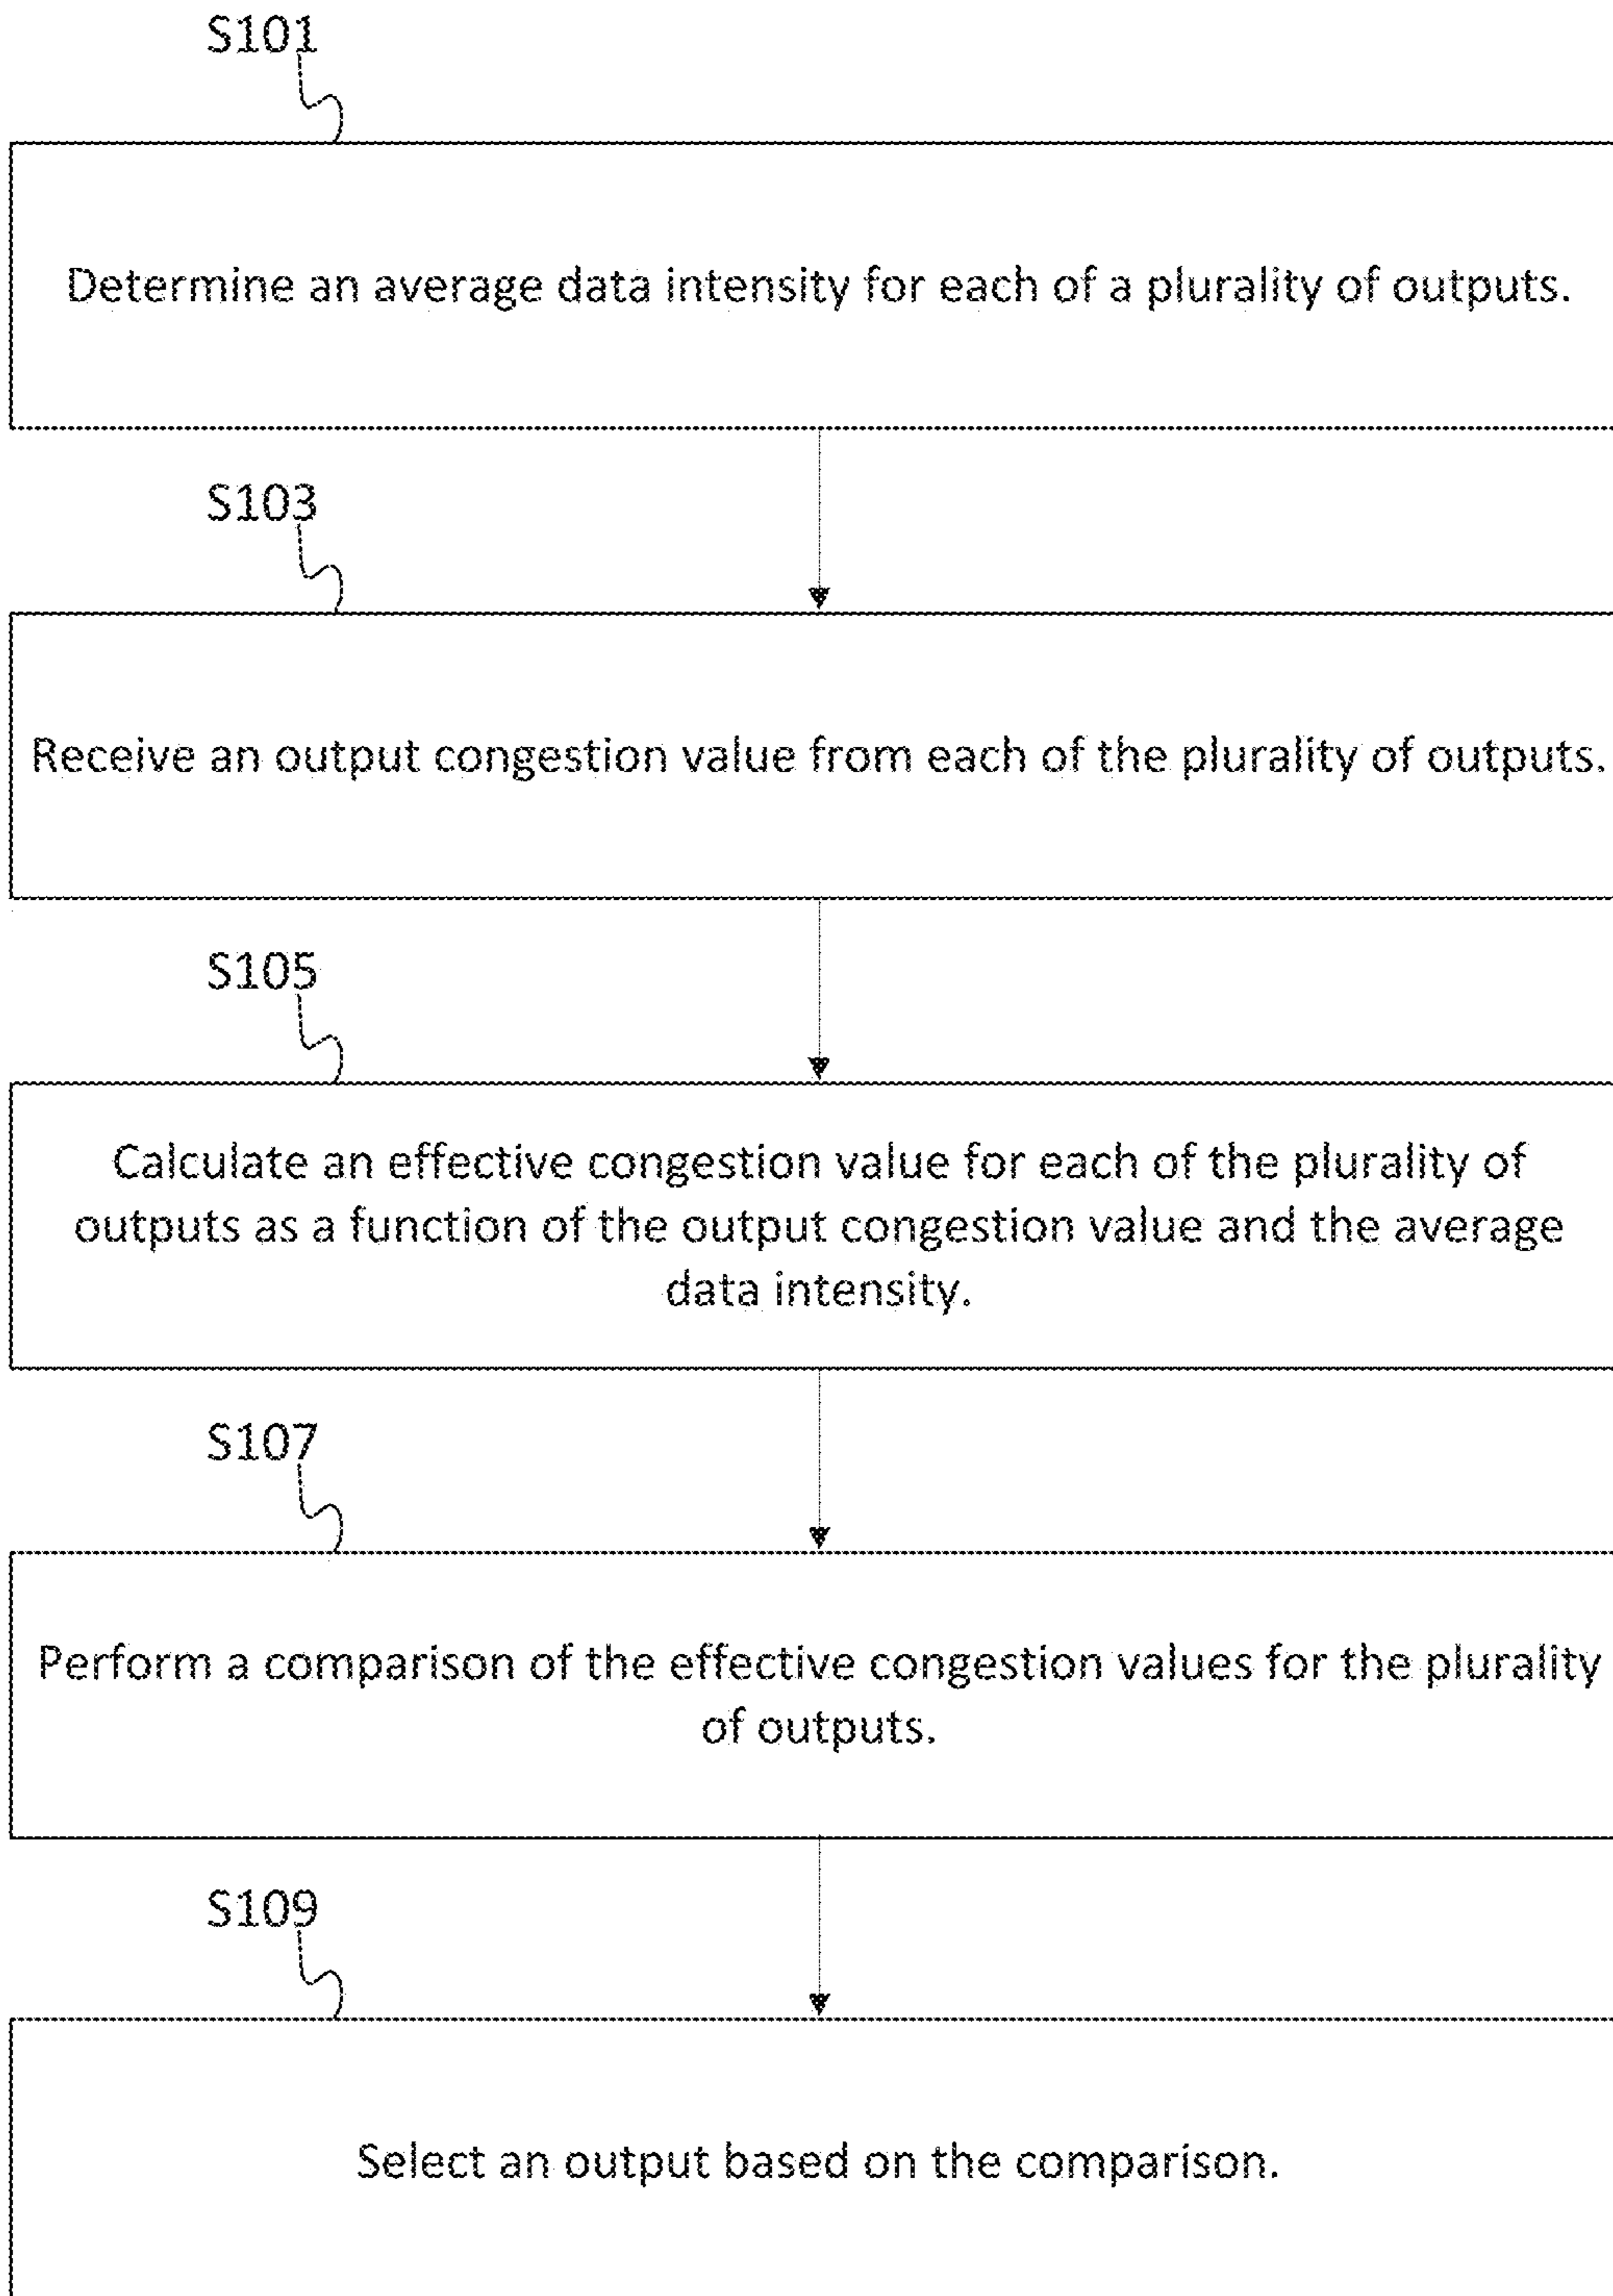 S101
Determine an average data intensity for each of a plurality of outputs.
S103
Receive an output congestion value from each of the plurality of outputs.
S105
Calculate an effective congestion value for each of the plurality of
outputs as a function of the output congestion value and the average
data intensity.
S107
Perform a comparison of the effective congestion values for the plurality
of outputs.
S109
Select an output based on the comparison.